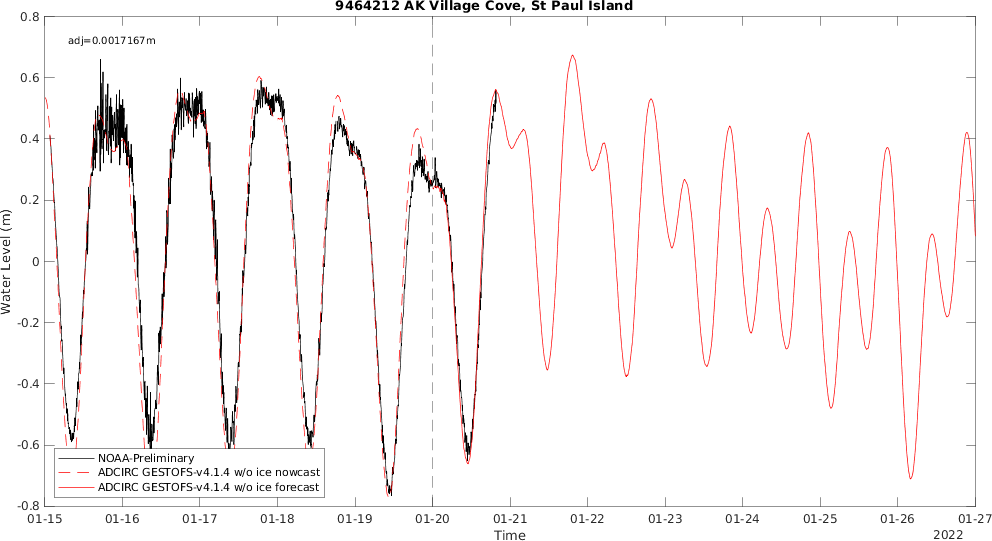 9464212 AK Village Cove, St Paul Island
adj=0.0017167m
0.8
0.6
0.4
0.2
0
-0.2
-0.4
-0.6
-0.8
Water Level (m)
NOAA-Preliminary
ADCIRC GESTOFS-v4.1.4 w/o ice nowcast
ADCIRC GESTOFS-v4.1.4 w/o ice forecast
01-15 01-16 01-17 01-18 01-19 01-20 01-21 01-22 01-23 01-24 01-25 01-26 01-27
Time
2022